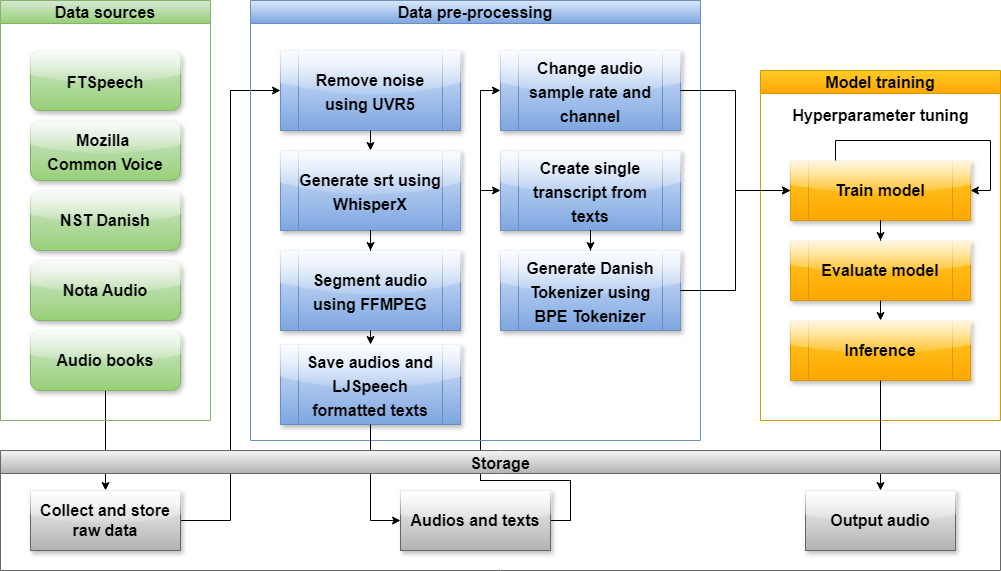 Data sources
FTSpeech
Mozilla
Common Voice
NST Danish
Nota Audio
Audio books
Data pre-processing
Remove noise
using UVR5
Generate srt using
WhisperX
Segment audio
using FFMPEG
Save audios and
LJSpeech
formatted texts
Change audio
sample rate and
channel
Create single
transcript from
texts
Generate Danish
Tokenizer using
BPE Tokenizer
Model training
Hyperparameter tuning
Train model
Evaluate model
Inference
Storage
Collect and store
raw data
Audios and texts
Output audio